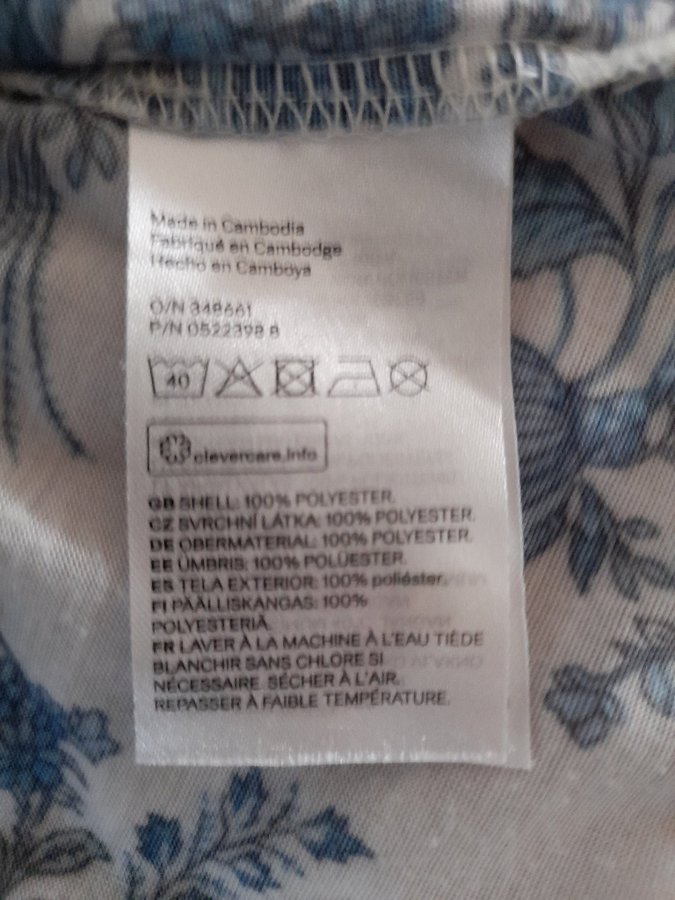 Made in Cambodia
Fabriqué en Cambodge
Hecho en Camboya
O/N 348661
P/N 0522398 8
40
clevercare.info
GB SHELL: 100% POLYESTER.
CZ SVRCHNÍ LÁTKA: 100% POLYESTER.
DE OBERMATERIAL: 100% POLYESTER.
EE ÜMBRIS: 100% POLÜESTER.
ES TELA EXTERIOR: 100% poliéster.
FI PÄÄLLISKANGAS: 100%
POLYESTERIÄ.
FR LAVER À LA MACHINE À L'EAU TIÈDE
BLANCHIR SANS CHLORE SI
NÉCESSAIRE. SÉCHER À L'AIR.
REPASSER À FAIBLE TEMPÉRATURE.